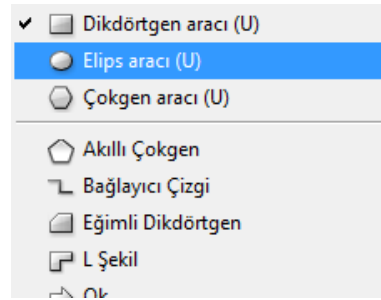 Dikdörtgen aracı (U)
Elips aracı (U)
Çokgen aracı (U)
Akıllı Çokgen
Bağlayıcı Çizgi
Eğimli Dikdörtgen
L Şekil
Ok